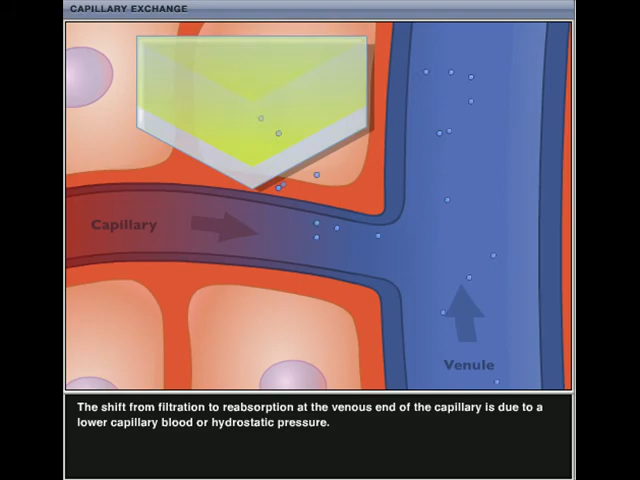 CAPILLARY EXCHANGE
Capillary
Venule
The shift from filtration to reabsorption at the venous end of the capillary is due to a
lower capillary blood or hydrostatic pressure.